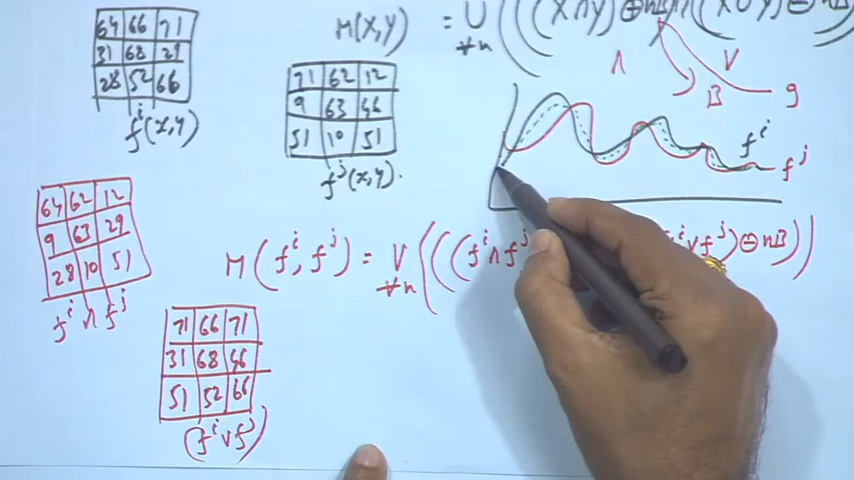 64 66 71
31 68 29
28 52 66
f^i(x,y)
M(X,Y) = ⋃_{∀n} (((X∩Y) ⊕ nB) ∩ ((X∪Y) ⊖ nB))
71 62 12
9 63 46
51 10 51
f^j(x,y).
Λ V
B g
f^i
f^j
64 62 12
9 63 29
28 10 51
f^i Λ f^j
M(f^i, f^j) = V_{∀n} (((f^i Λ f^j
f^i V f^j) ⊖ nB))
71 66 71
31 68 46
51 52 66
(f^i V f^j)